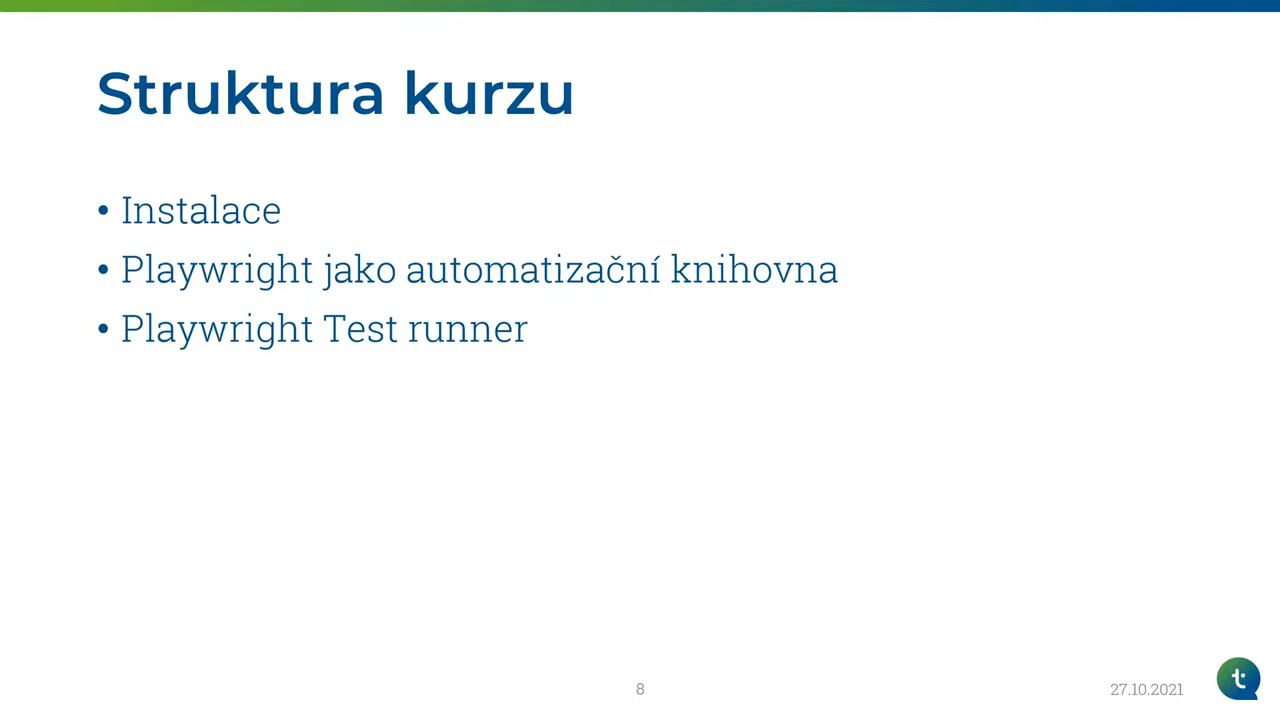 Struktura kurzu
• Instalace
• Playwright jako automatizační knihovna
• Playwright Test runner
8
27.10.2021
t